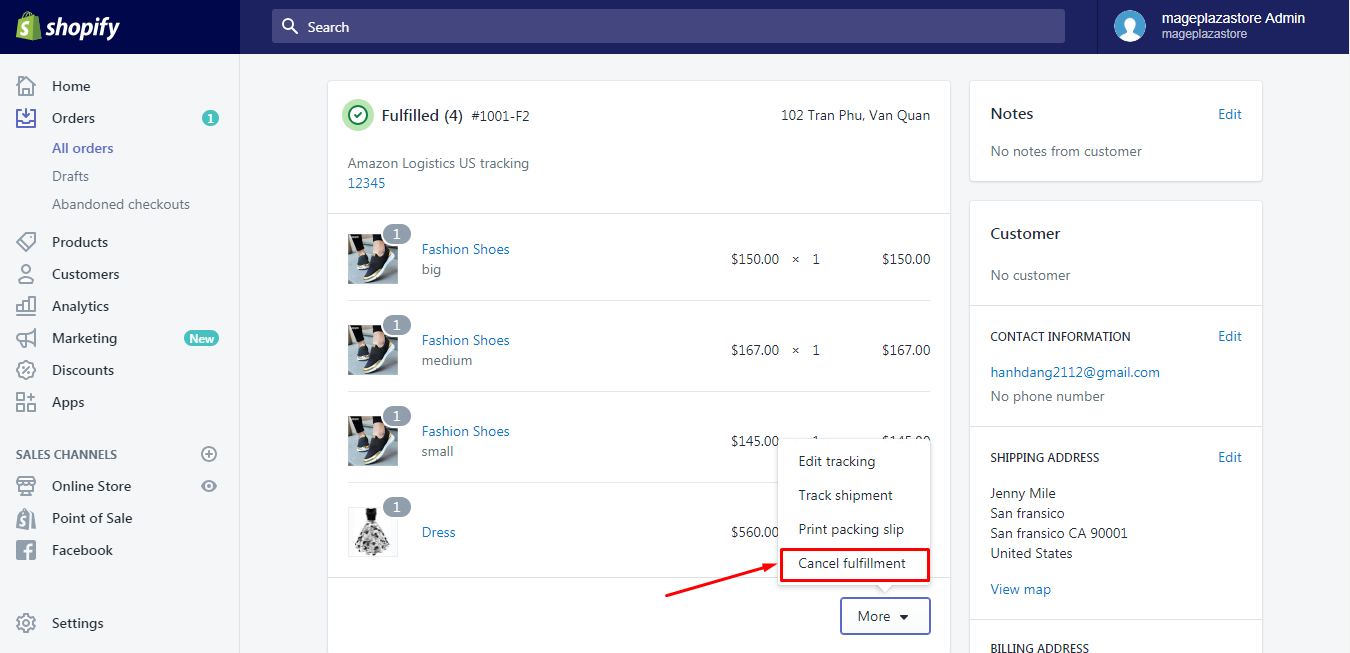 shopify
Search
mageplazastore Admin
mageplazastore
Home
Orders 1
All orders
Drafts
Abandoned checkouts
Products
Customers
Analytics
Marketing New
Discounts
Apps
SALES CHANNELS
Online Store
Point of Sale
Facebook
Settings
Fulfilled (4) #1001-F2 102 Tran Phu, Van Quan
Amazon Logistics US tracking
12345
1
Fashion Shoes
big
$150.00 × 1 $150.00
1
Fashion Shoes
medium
$167.00 × 1 $167.00
1
Fashion Shoes
small
$145.00 1 $145.00
1
Dress
$560.00
Edit tracking
Track shipment
Print packing slip
Cancel fulfillment
More
Notes Edit
No notes from customer
Customer
No customer
CONTACT INFORMATION Edit
hanhdang2112@gmail.com
No phone number
SHIPPING ADDRESS Edit
Jenny Mile
San fransico
San fransico CA 90001
United States
View map
BILLING ADDRESS